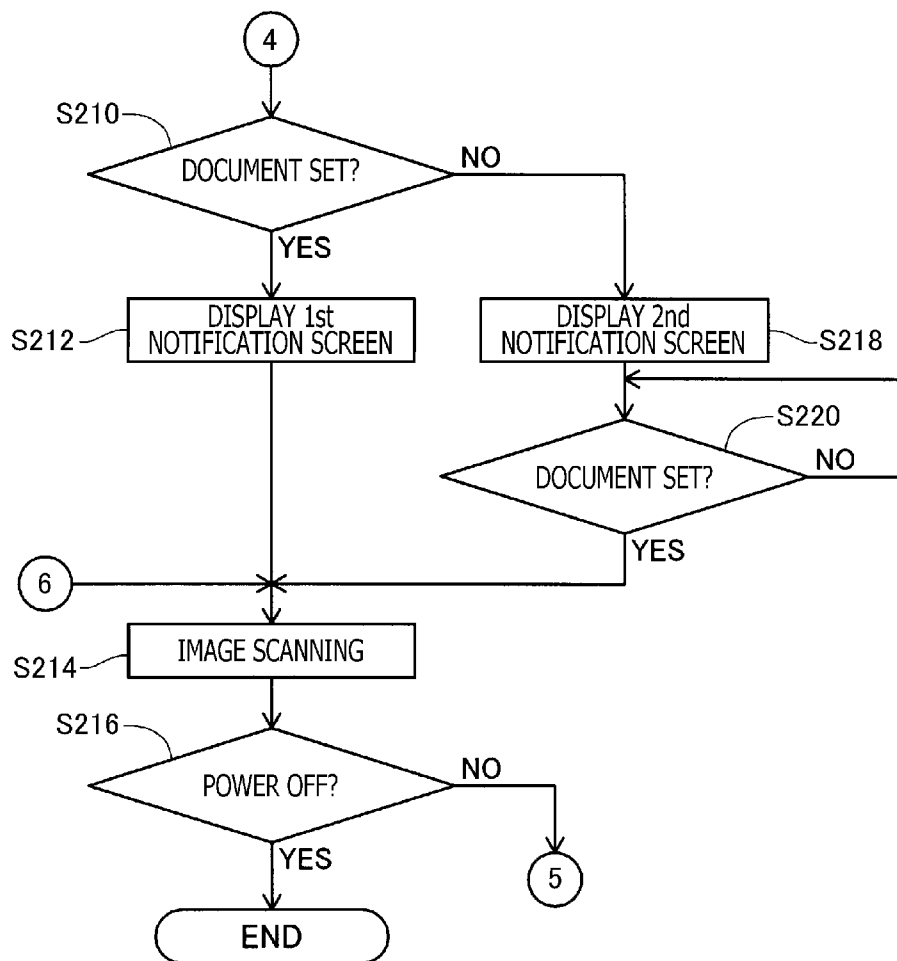 4
S210
DOCUMENT SET?
NO
YES
S212
DISPLAY 1st
NOTIFICATION SCREEN
DISPLAY 2nd
NOTIFICATION SCREEN
S218
S220
DOCUMENT SET?
NO
YES
6
IMAGE SCANNING
S214
S216
POWER OFF?
NO
YES
5
END